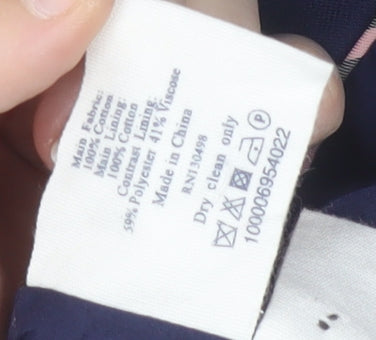 Main Fabric:
100% Cotton
Main Lining:
100% Cotton
Contrast Lining:
59% Polyester 41% Viscose
Made in China
RN130498
Dry clean only
P
100006954022